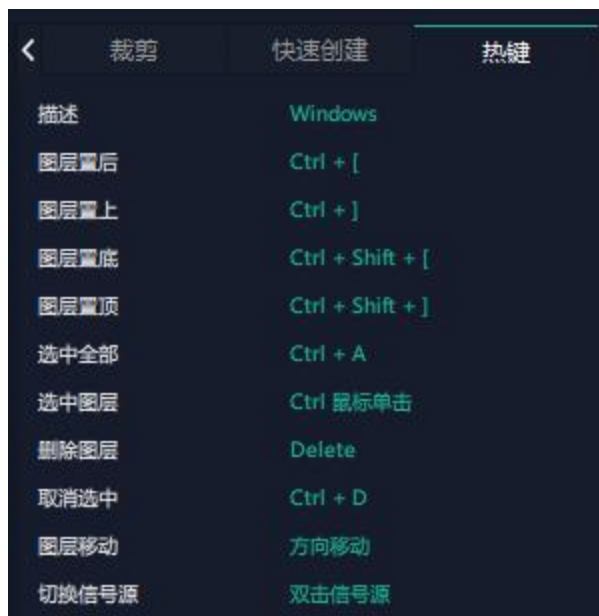 裁剪 快速创建 热键
描述 Windows
图层置后 Ctrl + [
图层置上 Ctrl + ]
图层置底 Ctrl + Shift + [
图层置顶 Ctrl + Shift + ]
选中全部 Ctrl + A
选中图层 Ctrl 鼠标单击
删除图层 Delete
取消选中 Ctrl + D
图层移动 方向移动
切换信号源 双击信号源